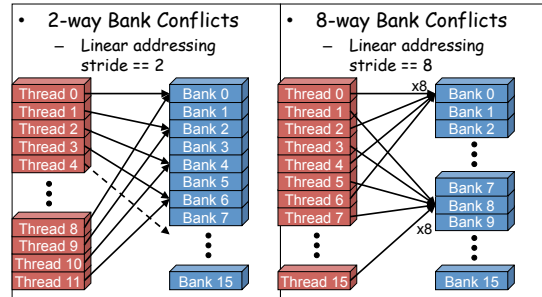 • 2-way Bank Conflicts
– Linear addressing
stride == 2
Thread 0
Thread 1
Thread 2
Thread 3
Thread 4
Thread 8
Thread 9
Thread 10
Thread 11
Bank 0
Bank 1
Bank 2
Bank 3
Bank 4
Bank 5
Bank 6
Bank 7
Bank 15
• 8-way Bank Conflicts
– Linear addressing
stride == 8
Thread 0
Thread 1
Thread 2
Thread 3
Thread 4
Thread 5
Thread 6
Thread 7
Thread 15
x8
x8
Bank 0
Bank 1
Bank 2
Bank 7
Bank 8
Bank 9
Bank 15